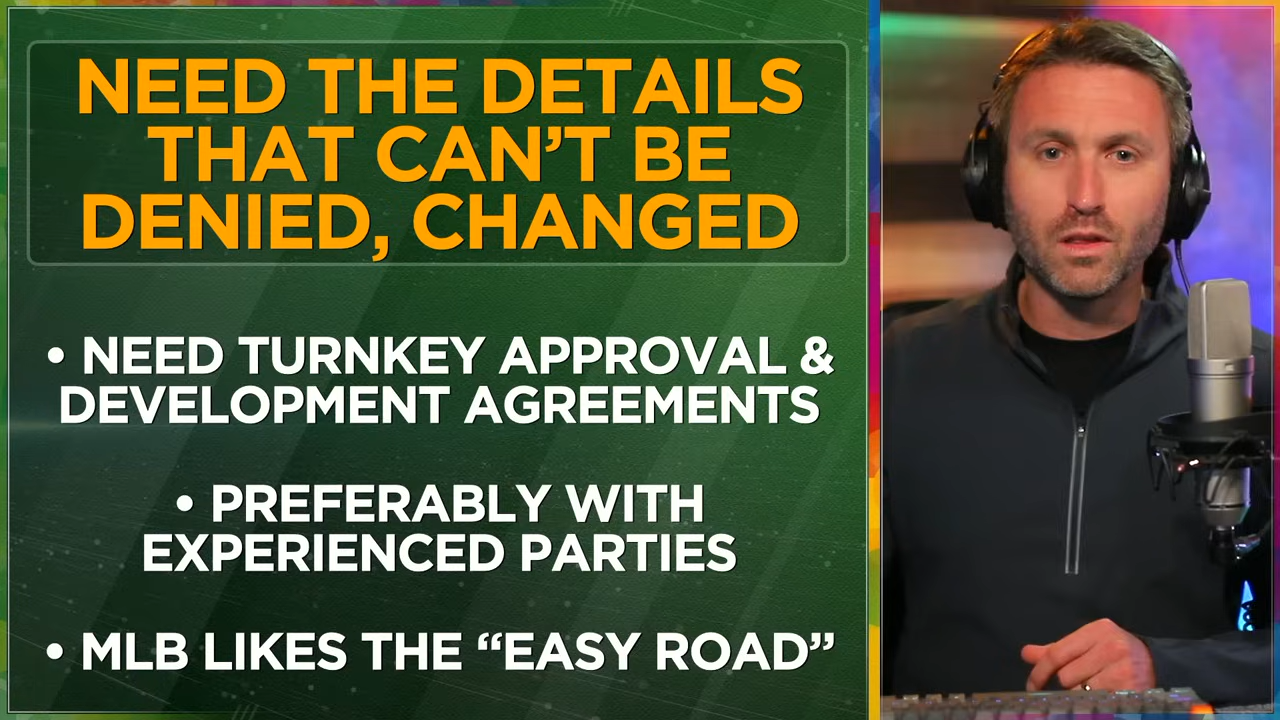 NEED THE DETAILS
THAT CAN’T BE
DENIED, CHANGED
• NEED TURNKEY APPROVAL &
DEVELOPMENT AGREEMENTS
• PREFERABLY WITH
EXPERIENCED PARTIES
• MLB LIKES THE “EASY ROAD”